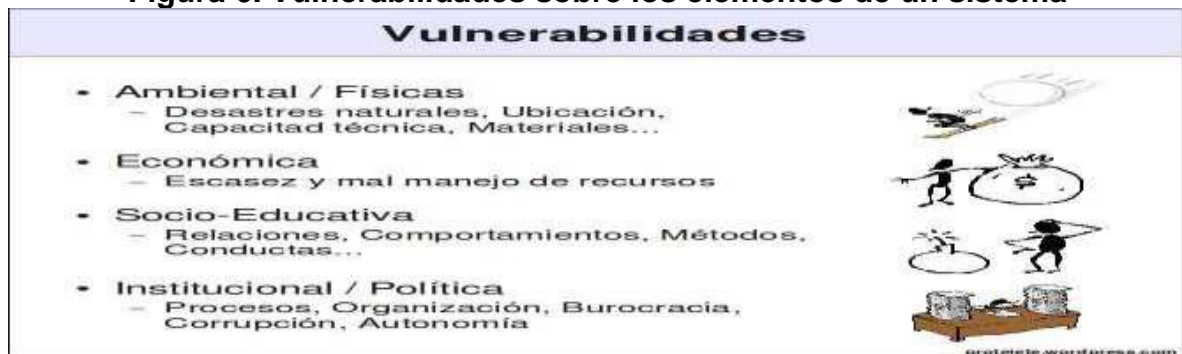 Figura 6. Vulnerabilidades sobre los elementos de un sistema
Vulnerabilidades
• Ambiental / Físicas
– Desastres naturales, Ubicación,
Capacitad técnica, Materiales...
• Económica
– Escasez y mal manejo de recursos
• Socio-Educativa
– Relaciones, Comportamientos, Métodos,
Conductas...
• Institucional / Política
– Procesos, Organización, Burocracia,
Corrupción, Autonomía
$
protejete.wordpress.com